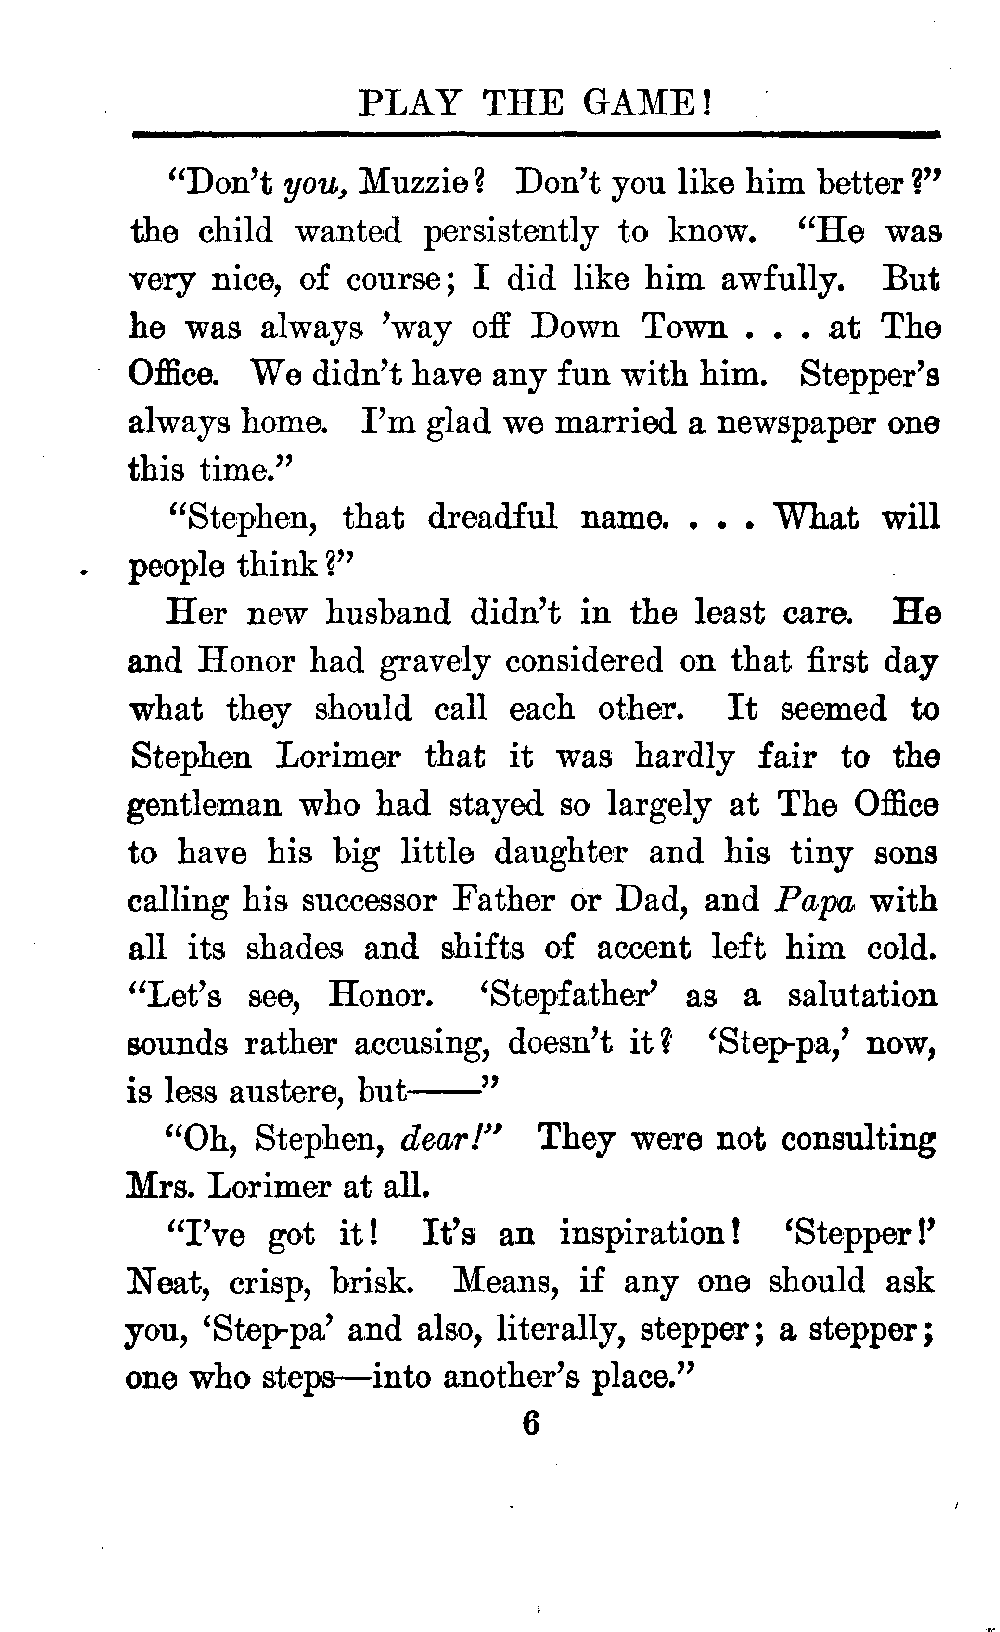 PLAY THE GAME!
“Don’t you, Muzzie? Don’t you like him better?”
the child wanted persistently to know. “He was
very nice, of course; I did like him awfully. But
he was always ’way off Down Town . . . at The
Office. We didn’t have any fun with him. Stepper’s
always home. I’m glad we married a newspaper one
this time.”
“Stephen, that dreadful name. . . . What will
people think?”
Her new husband didn’t in the least care. He
and Honor had gravely considered on that first day
what they should call each other. It seemed to
Stephen Lorimer that it was hardly fair to the
gentleman who had stayed so largely at The Office
to have his big little daughter and his tiny sons
calling his successor Father or Dad, and Papa with
all its shades and shifts of accent left him cold.
“Let’s see, Honor. ‘Stepfather’ as a salutation
sounds rather accusing, doesn’t it? ‘Step-pa,’ now,
is less austere, but——”
“Oh, Stephen, dear!” They were not consulting
Mrs. Lorimer at all.
“I’ve got it! It’s an inspiration! ‘Stepper!’
Neat, crisp, brisk. Means, if any one should ask
you, ‘Step-pa’ and also, literally, stepper; a stepper;
one who steps—into another’s place.”
6